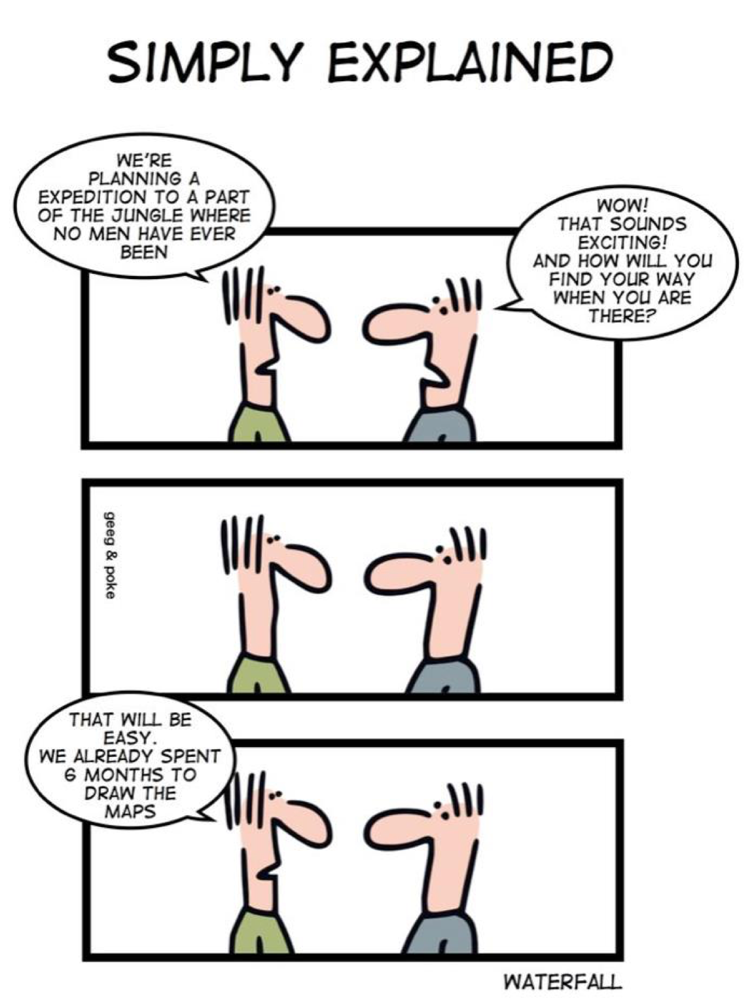 SIMPLY EXPLAINED
WE'RE
PLANNING A
EXPEDITION TO A PART
OF THE JUNGLE WHERE
NO MEN HAVE EVER
BEEN
WOW!
THAT SOUNDS
EXCITING!
AND HOW WILL YOU
FIND YOUR WAY
WHEN YOU ARE
THERE?
geeg & poke
THAT WILL BE
EASY.
WE ALREADY SPENT
6 MONTHS TO
DRAW THE
MAPS
WATERFALL